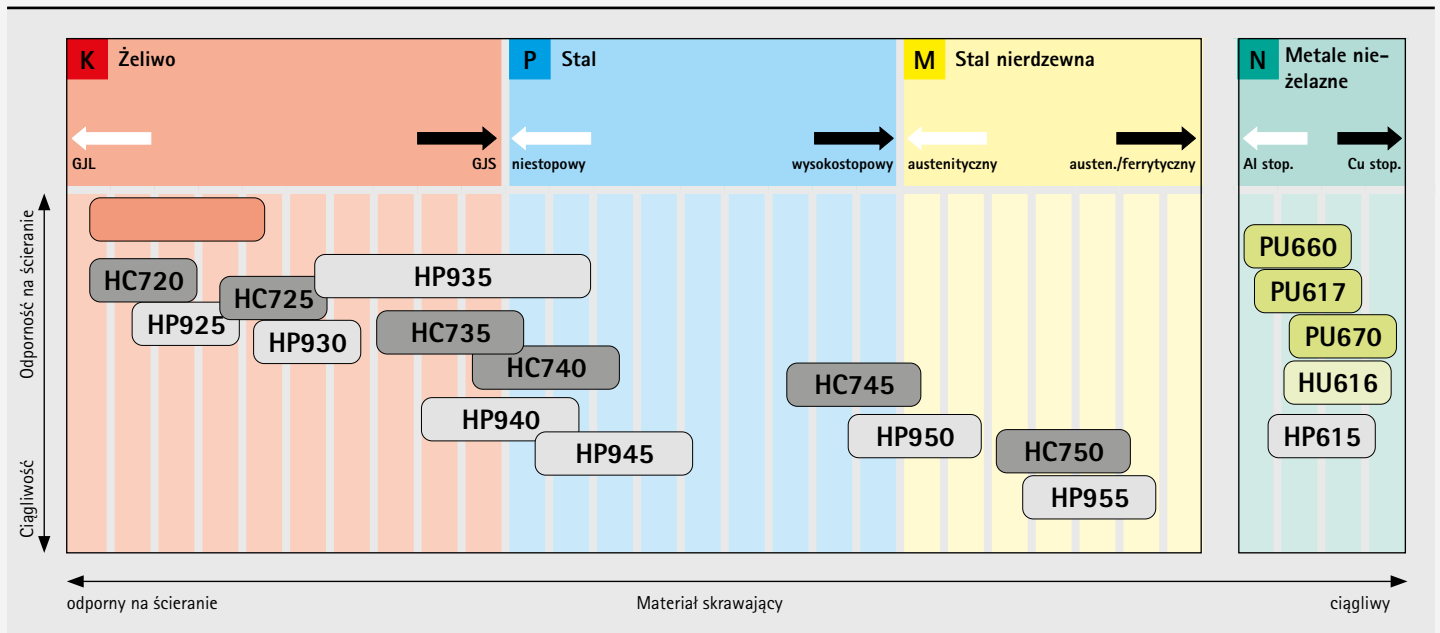 K Żeliwo
GJL
GJS
P Stal
niestopowy
wysokostopowy
M Stal nierdzewna
austenityczny
austen./ferrytyczny
N Metale nie-
żelazne
Al stop.
Cu stop.
Odporność na ścieranie
Ciągliwość
HC720
HP925
HC725
HP930
HP935
HC735
HC740
HP940
HP945
HC745
HP950
HC750
HP955
PU660
PU617
PU670
HU616
HP615
odporny na ścieranie
Materiał skrawający
ciągliwy